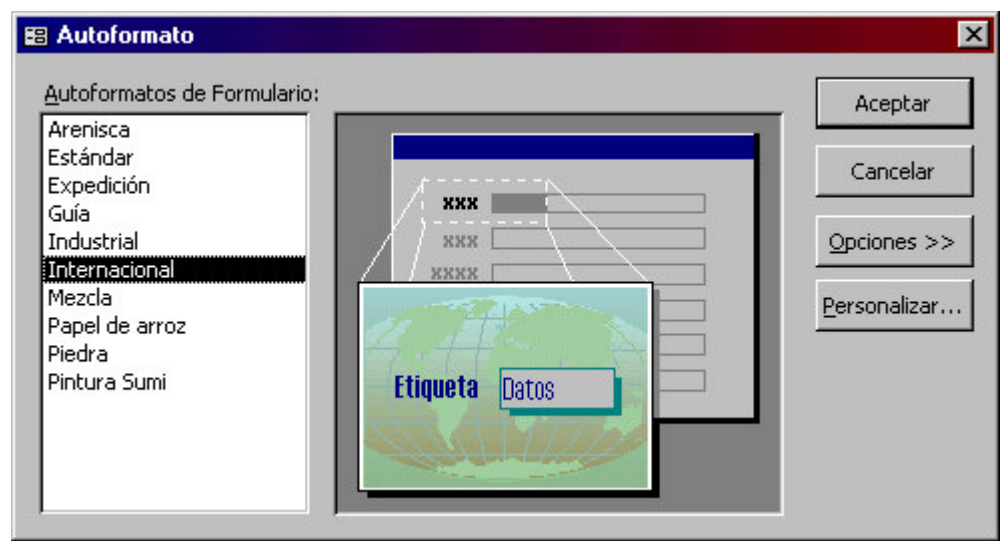 Autoformato
Autoformatos de Formulario:
Arenisca
Estándar
Expedición
Guía
Industrial
Internacional
Mezcla
Papel de arroz
Piedra
Pintura Sumi
xxx
xxx
xxxx
Etiqueta Datos
Aceptar
Cancelar
Opciones >>
Personalizar...